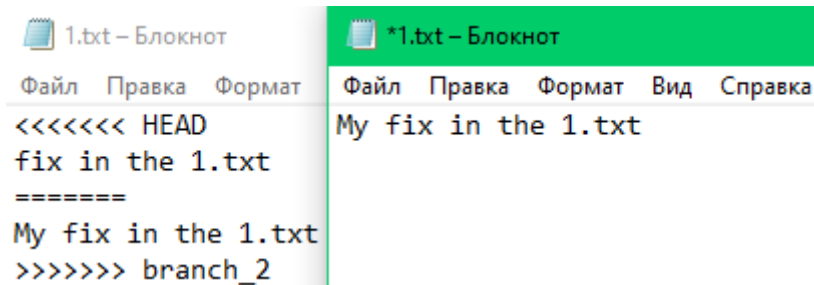 1.txt – Блокнот
Файл Правка Формат
<<<<<<< HEAD
fix in the 1.txt
=======
My fix in the 1.txt
>>>>>>> branch_2
*1.txt – Блокнот
Файл Правка Формат Вид Справка
My fix in the 1.txt